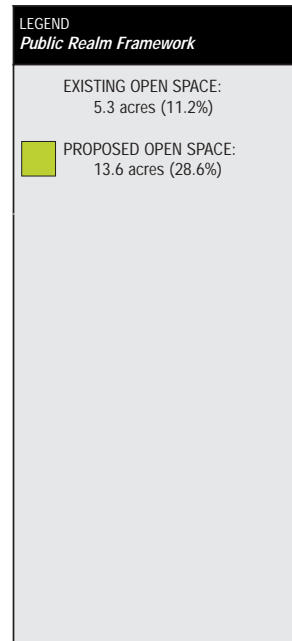 LEGEND
Public Realm Framework
EXISTING OPEN SPACE:
5.3 acres (11.2%)
PROPOSED OPEN SPACE:
13.6 acres (28.6%)